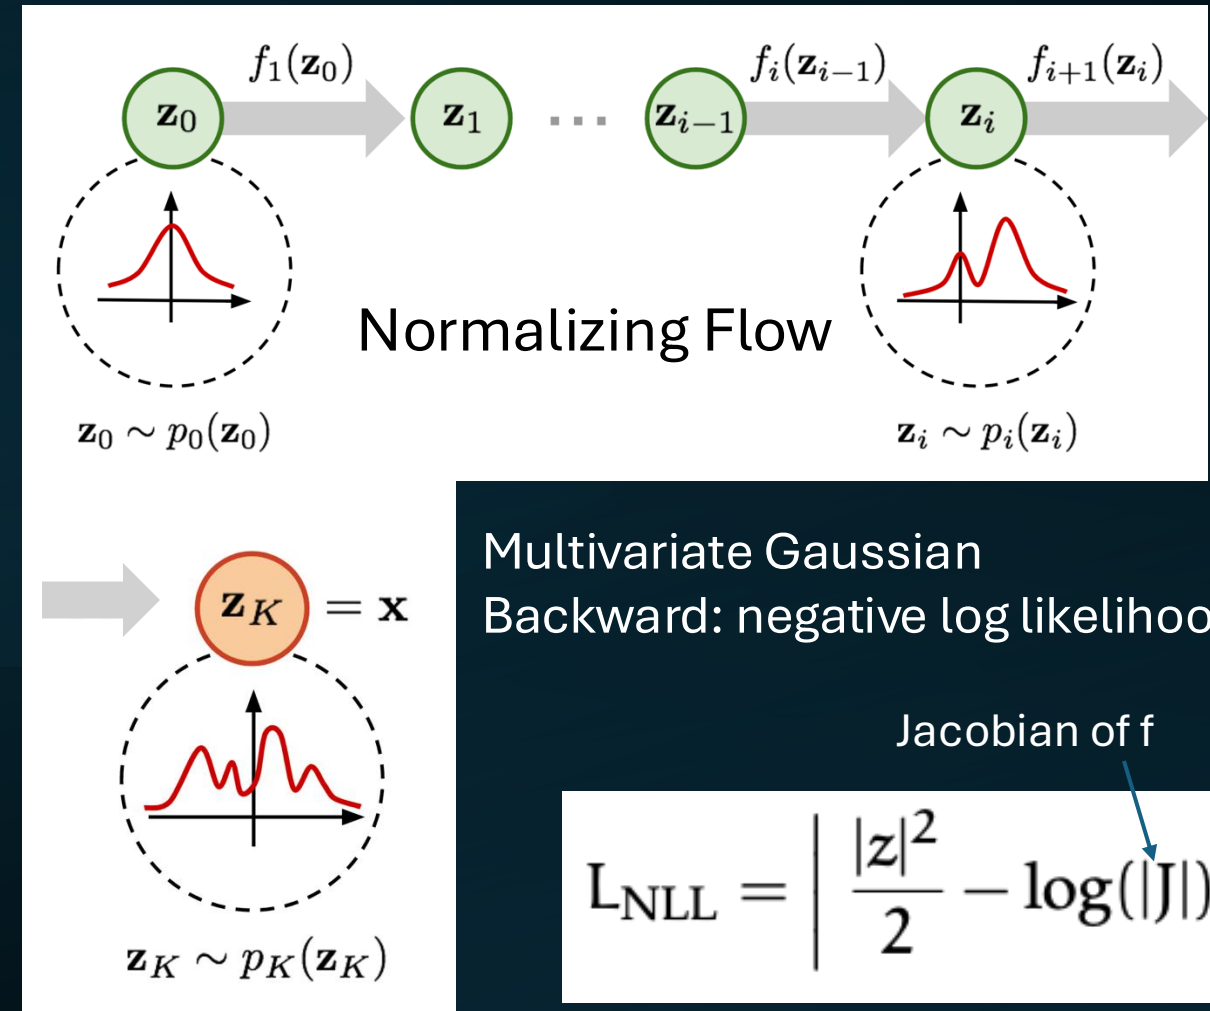 f₁(z₀)
fᵢ(zᵢ₋₁)
fᵢ₊₁(zᵢ)
z₀
z₁
...
zᵢ₋₁
zᵢ
Normalizing Flow
z₀ ∼ p₀(z₀)
zᵢ ∼ pᵢ(zᵢ)
z_K = x
z_K ∼ p_K(z_K)
Multivariate Gaussian
Backward: negative log likelihoo
Jacobian of f
L_NLL = | |z|²/2 − log(|J|)